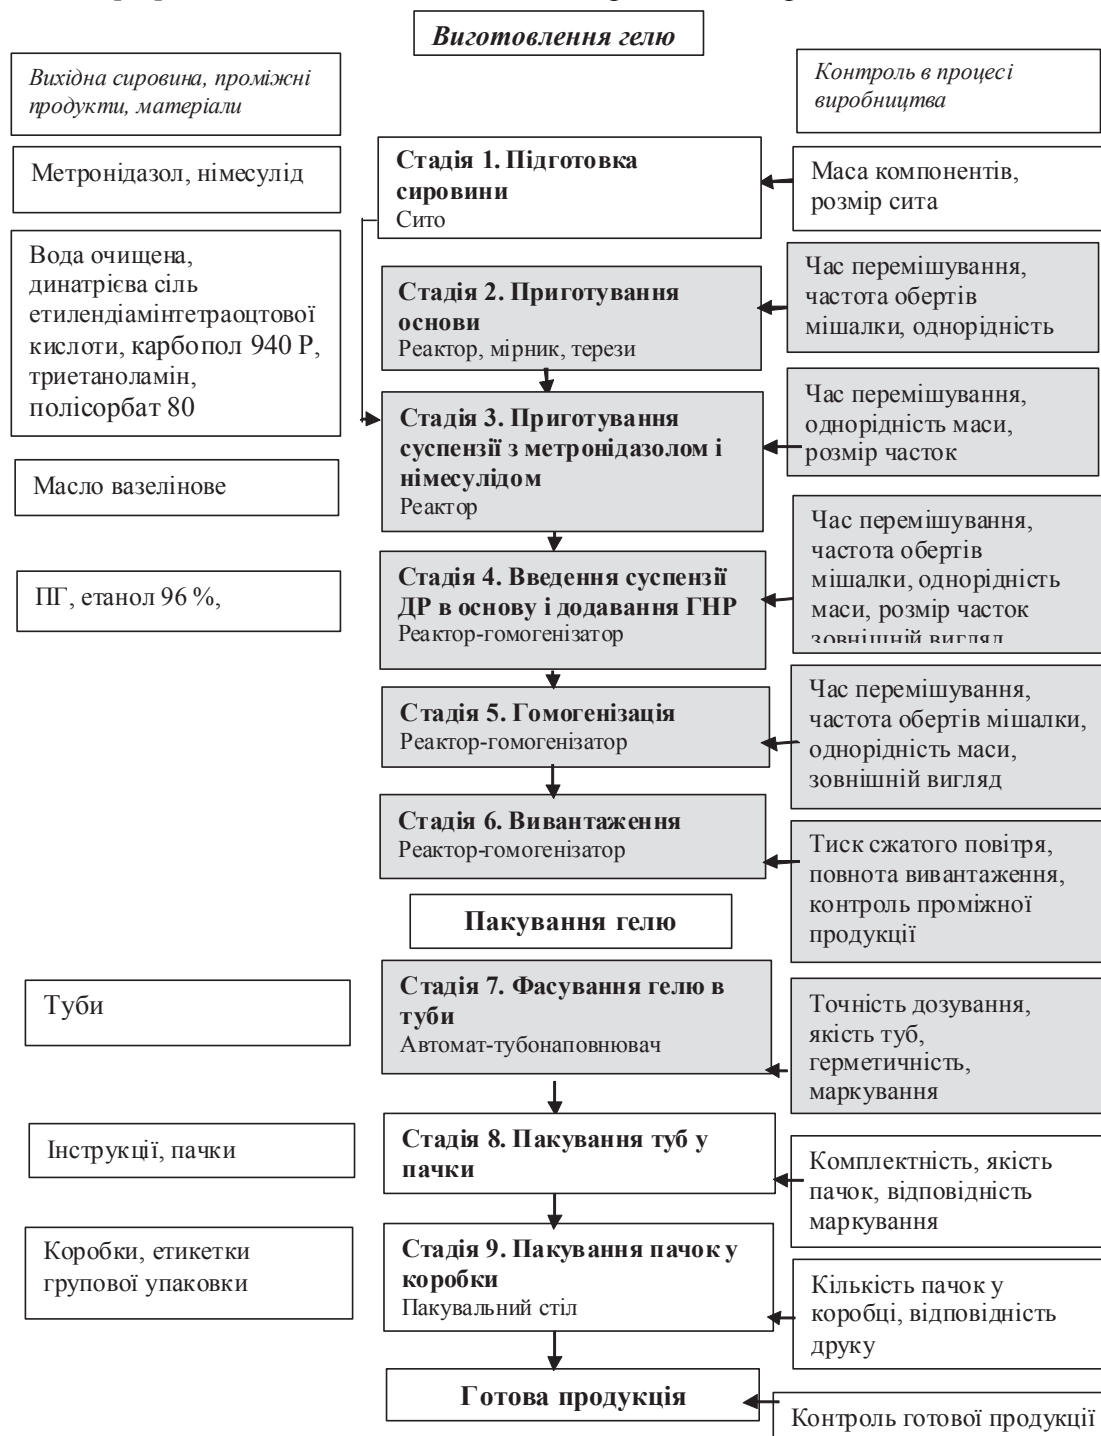 Виготовлення гелю
Вихідна сировина, проміжні
продукти, матеріали
Контроль в процесі
виробництва
Метронідазол, німесулід
Стадія 1. Підготовка
сировини
Сито
Маса компонентів,
розмір сита
Вода очищена,
динатрієва сіль
етилендіамінтетраоцтової
кислоти, карбопол 940 Р,
триетаноламін,
полісорбат 80
Стадія 2. Приготування
основи
Реактор, мірник, терези
Час перемішування,
частота обертів
мішалки, однорідність
Стадія 3. Приготування
суспензії з метронідазолом і
німесулідом
Реактор
Час перемішування,
однорідність маси,
розмір часток
Масло вазелінове
ПГ, етанол 96 %,
Стадія 4. Введення суспензії
ДР в основу і додавання ГНР
Реактор-гомогенізатор
Час перемішування,
частота обертів
мішалки, однорідність
маси, розмір часток
зовнішній вигляд
Стадія 5. Гомогенізація
Реактор-гомогенізатор
Час перемішування,
частота обертів мішалки,
однорідність маси,
зовнішній вигляд
Стадія 6. Вивантаження
Реактор-гомогенізатор
Тиск сжатого повітря,
повнота вивантаження,
контроль проміжної
продукції
Пакування гелю
Туби
Стадія 7. Фасування гелю в
туби
Автомат-тубонаповнювач
Точність дозування,
якість туб,
герметичність,
маркування
Інструкції, пачки
Стадія 8. Пакування туб у
пачки
Комплектність, якість
пачок, відповідність
маркування
Коробки, етикетки
групової упаковки
Стадія 9. Пакування пачок у
коробки
Пакувальний стіл
Кількість пачок у
коробці, відповідність
друку
Готова продукція
Контроль готової продукції